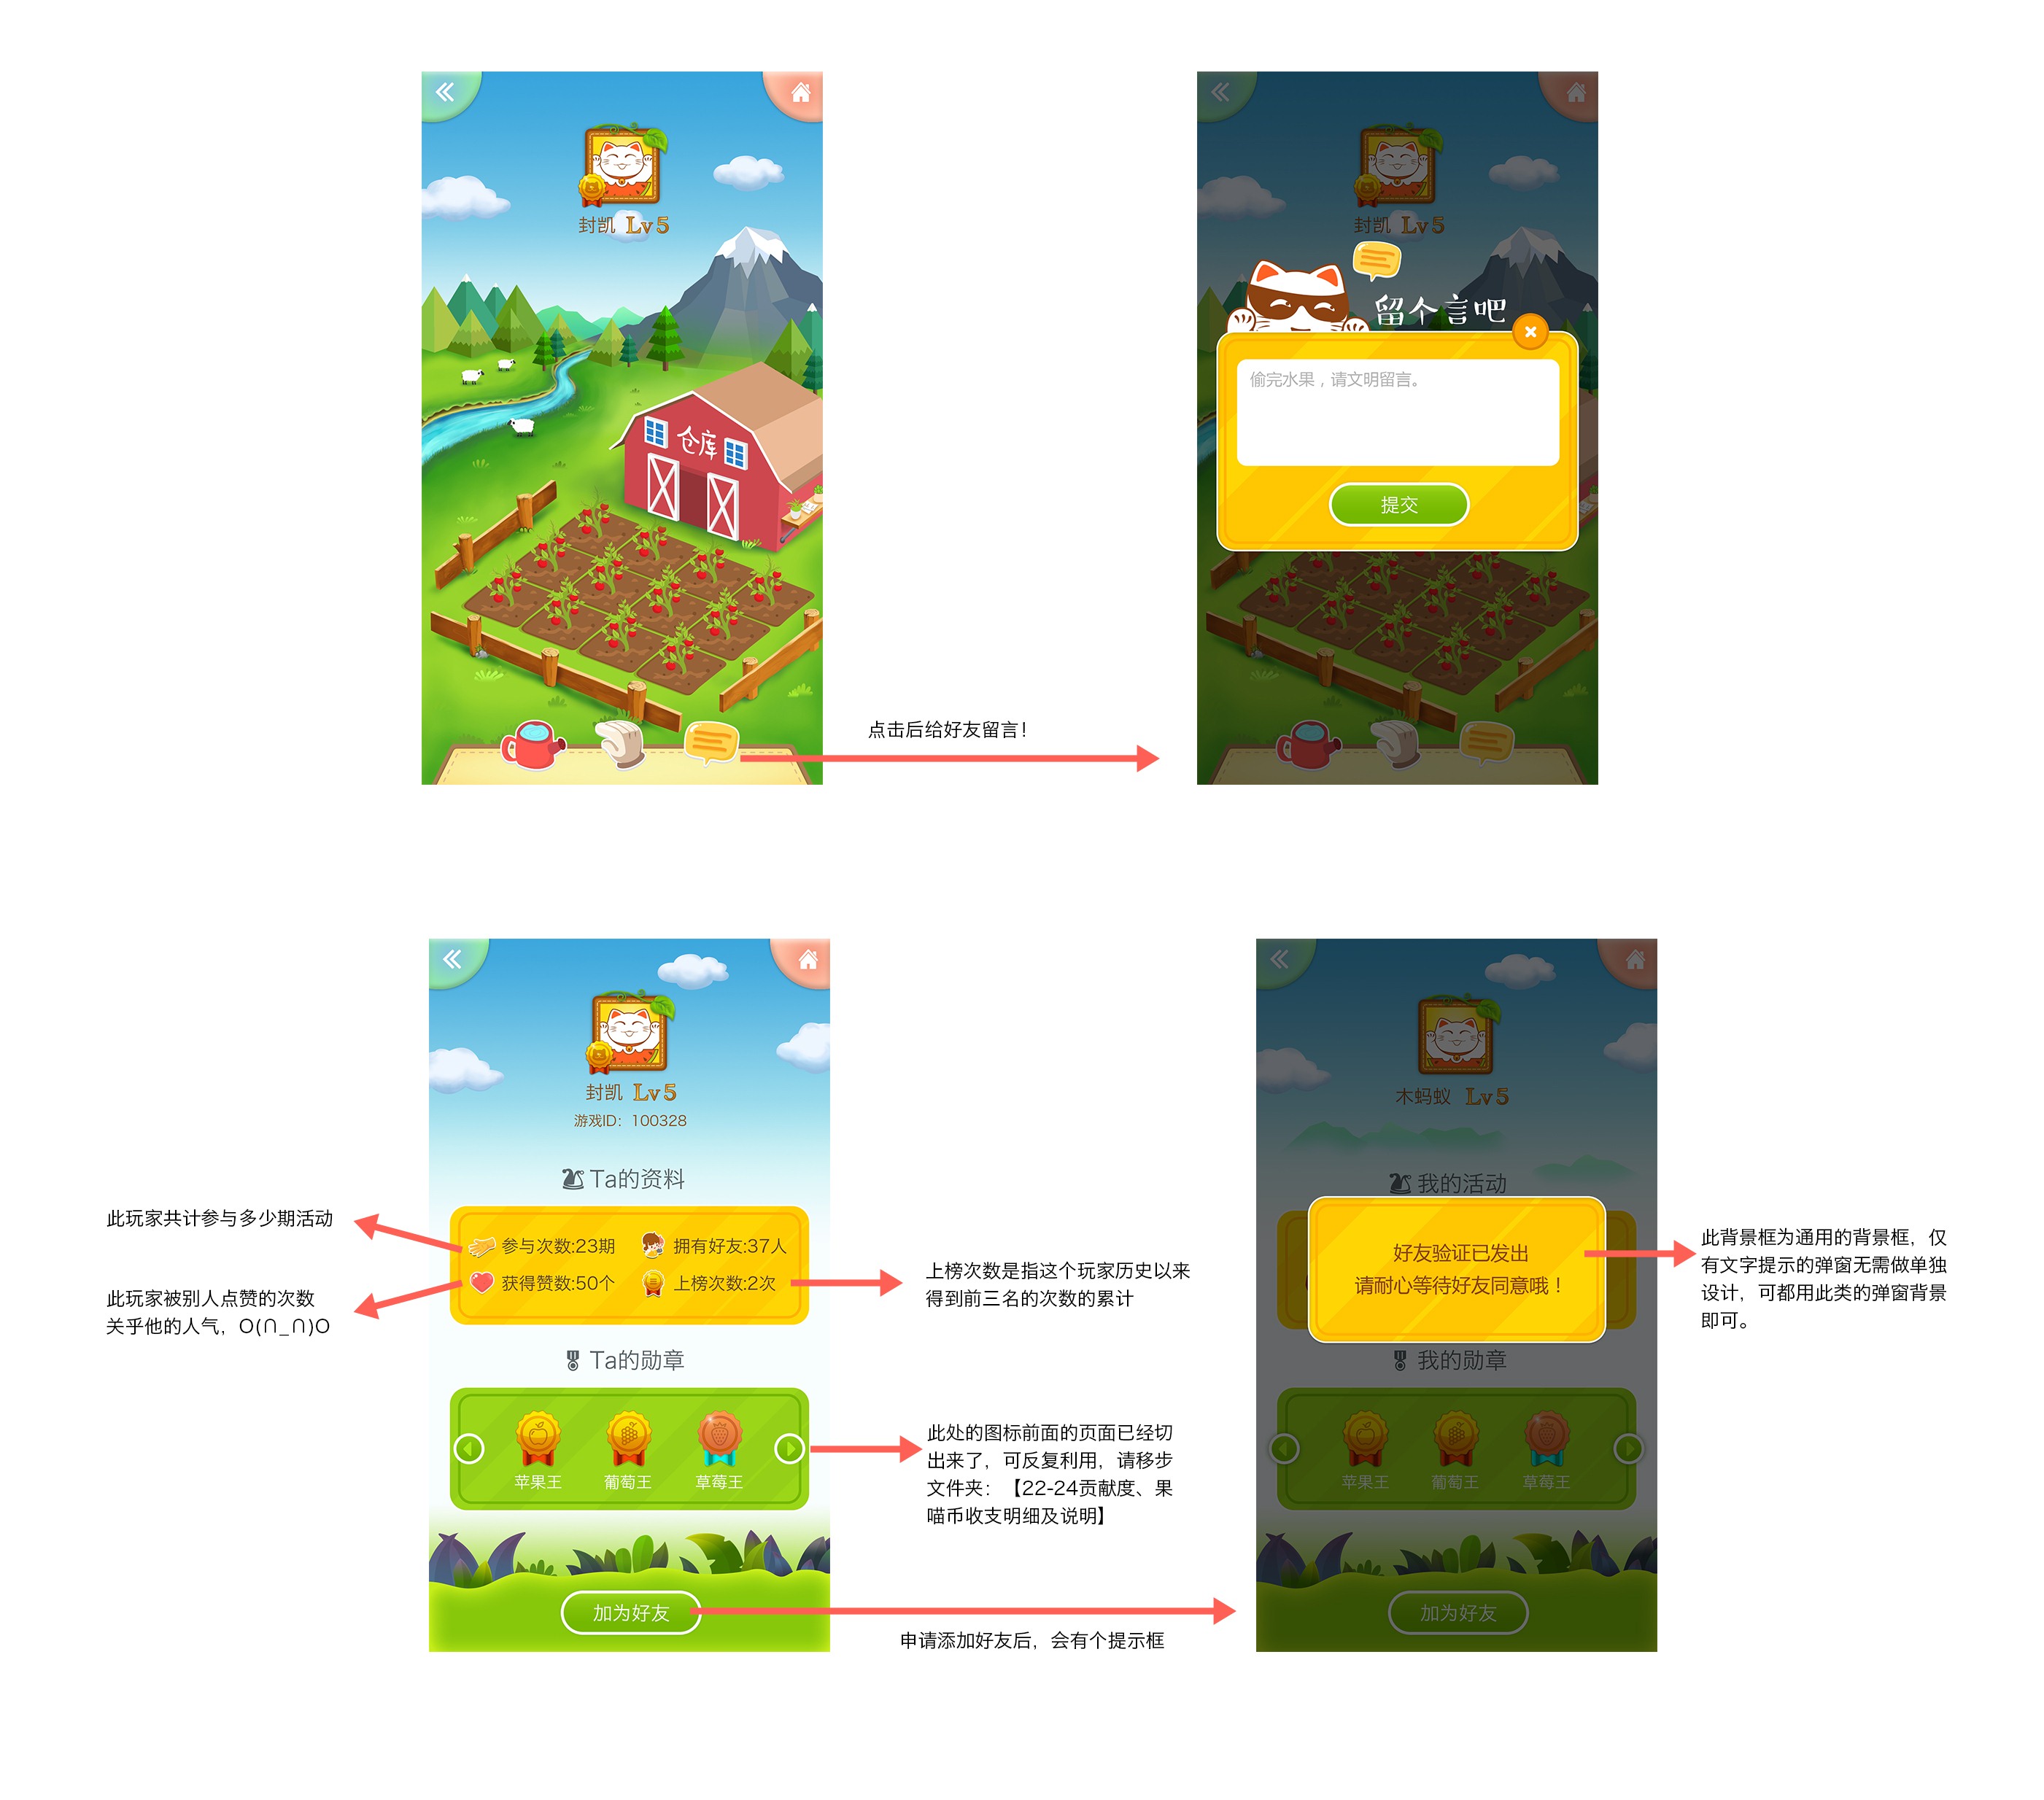 封凯 Lv5
仓库
点击后给好友留言!
封凯 Lv5
留个言吧
偷完水果，请文明留言。
提交
封凯 Lv5
游戏ID: 100328
Ta的资料
参与次数:23期 拥有好友:37人
获得赞数:50个 上榜次数:2次
Ta的勋章
苹果王 葡萄王 草莓王
加为好友
此玩家共计参与多少期活动
此玩家被别人点赞的次数
关乎他的人气，O(∩_∩)O
上榜次数是指这个玩家历史以来
得到前三名的次数的累计
此处的图标前面的页面已经切
出来了，可反复利用，请移步
文件夹：【22-24贡献度、果
喵币收支明细及说明】
申请添加好友后，会有个提示框
木蚂蚁 Lv5
我的活动
好友验证已发出
请耐心等待好友同意哦！
我的勋章
苹果王 葡萄王 草莓王
加为好友
此背景框为通用的背景框，仅
有文字提示的弹窗无需做单独
设计，可都用此类的弹窗背景
即可。